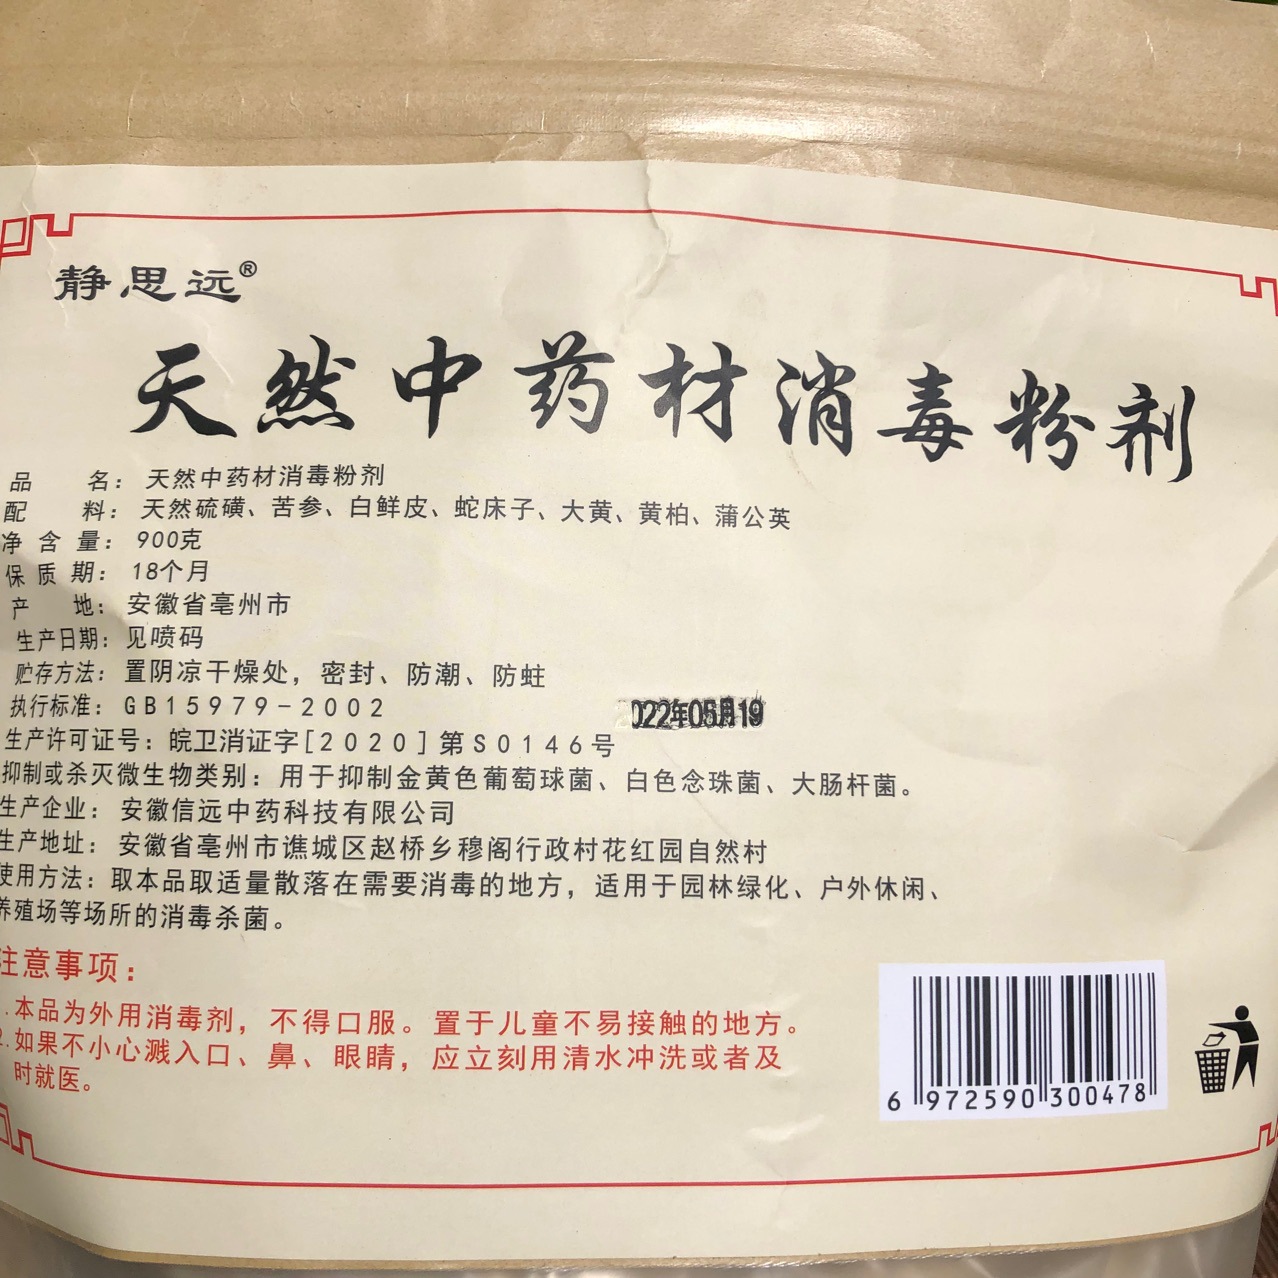 静思远®
天然中药材消毒粉剂
品 名：天然中药材消毒粉剂
配 料：天然硫磺、苦参、白鲜皮、蛇床子、大黄、黄柏、蒲公英
净含量：900克
保质期：18个月
产 地：安徽省亳州市
生产日期：见喷码
贮存方法：置阴凉干燥处，密封、防潮、防蛀
执行标准：GB15979-2002
022年05月19
生产许可证号：皖卫消证字[2020]第S0146号
抑制或杀灭微生物类别：用于抑制金黄色葡萄球菌、白色念珠菌、大肠杆菌。
生产企业：安徽信远中药科技有限公司
生产地址：安徽省亳州市谯城区赵桥乡穆阁行政村花红园自然村
使用方法：取本品取适量散落在需要消毒的地方，适用于园林绿化、户外休闲、
养殖场等场所的消毒杀菌。
注意事项：
1.本品为外用消毒剂，不得口服。置于儿童不易接触的地方。
2.如果不小心溅入口、鼻、眼睛，应立刻用清水冲洗或者及
时就医。
6 972590 300478